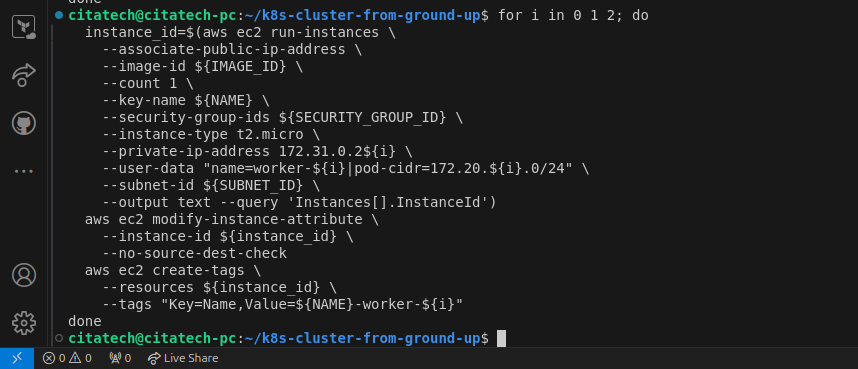 done
citatech@citatech-pc:~/k8s-cluster-from-ground-up$ for i in 0 1 2; do
  instance_id=$(aws ec2 run-instances \
    --associate-public-ip-address \
    --image-id ${IMAGE_ID} \
    --count 1 \
    --key-name ${NAME} \
    --security-group-ids ${SECURITY_GROUP_ID} \
    --instance-type t2.micro \
    --private-ip-address 172.31.0.2${i} \
    --user-data "name=worker-${i}|pod-cidr=172.20.${i}.0/24" \
    --subnet-id ${SUBNET_ID} \
    --output text --query 'Instances[].InstanceId')
  aws ec2 modify-instance-attribute \
    --instance-id ${instance_id} \
    --no-source-dest-check
  aws ec2 create-tags \
    --resources ${instance_id} \
    --tags "Key=Name,Value=${NAME}-worker-${i}"
done
citatech@citatech-pc:~/k8s-cluster-from-ground-up$
0 0 0 Live Share